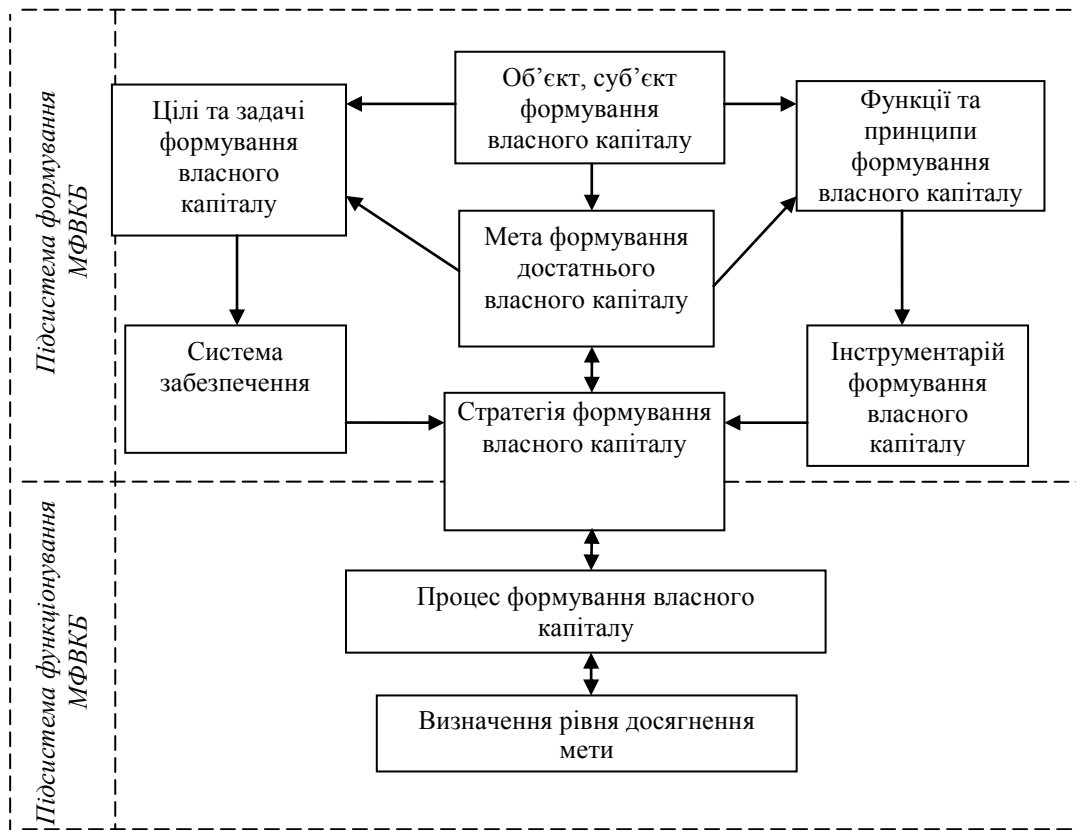 Підсистема формування
МФВКБ
Об’єкт, суб’єкт
формування
власного капіталу
Цілі та задачі
формування
власного
капіталу
Функції та
принципи
формування
власного капіталу
Мета формування
достатнього
власного капіталу
Система
забезпечення
Інструментарій
формування
власного
капіталу
Стратегія формування
власного капіталу
Підсистема функціонування
МФВКБ
Процес формування власного
капіталу
Визначення рівня досягнення
мети